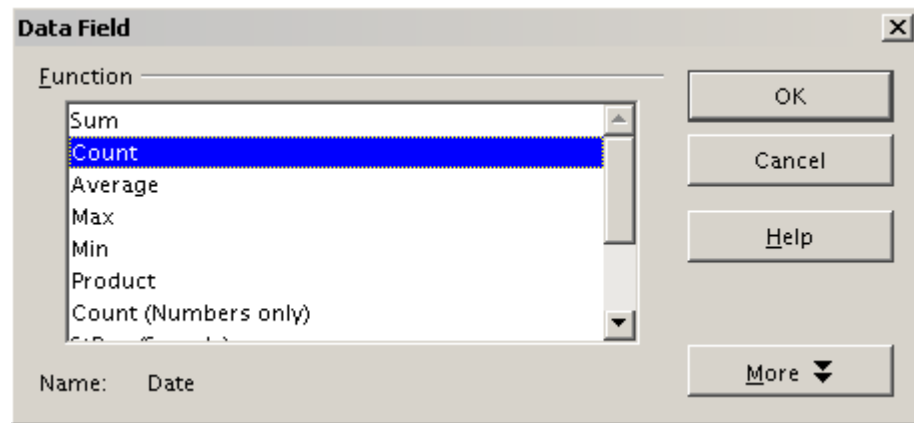 Data Field
Function
Sum
Count
Average
Max
Min
Product
Count (Numbers only)
Name: Date
OK
Cancel
Help
More